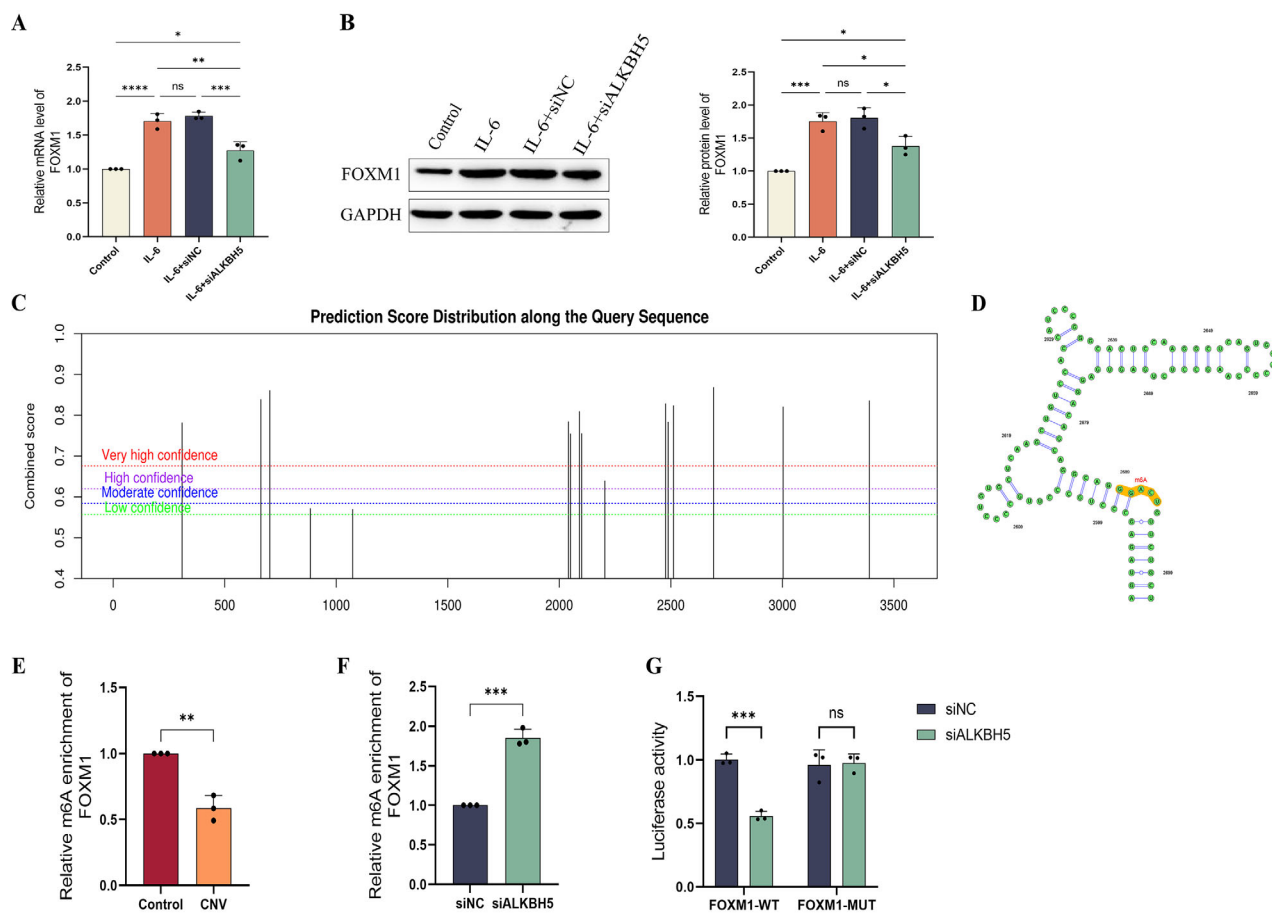 A
Relative mRNA level of
FOXM1
2.5
2.0
1.5
1.0
0.5
0.0
*
**
****
ns
***
Control
IL-6
IL-6+siNC
IL-6+siALKBH5
B
Control
IL-6
IL-6+siNC
IL-6+siALKBH5
FOXM1
GAPDH
Relative protein level of
FOXM1
2.5
2.0
1.5
1.0
0.5
0.0
*
*
***
ns
*
Control
IL-6
IL-6+siNC
IL-6+siALKBH5
C
Prediction Score Distribution along the Query Sequence
Combined score
1.0
0.9
0.8
0.7
0.6
0.5
0.4
Very high confidence
High confidence
Moderate confidence
Low confidence
0
500
1000
1500
2000
2500
3000
3500
D
m6A
E
Relative m6A enrichment of
FOXM1
1.5
1.0
0.5
0.0
**
Control
CNV
F
Relative m6A enrichment of
FOXM1
2.5
2.0
1.5
1.0
0.5
0.0
***
siNC
siALKBH5
G
Luciferase activity
1.5
1.0
0.5
0.0
***
ns
FOXM1-WT
FOXM1-MUT
siNC
siALKBH5